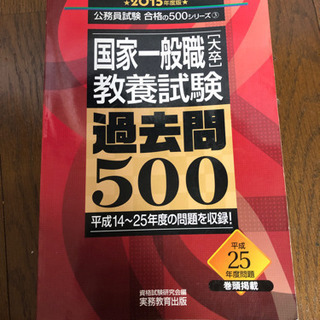 ★2015年度版★
公務員試験 合格の500シリーズ③
国家一般職[大卒]
教養試験
過去問
500
平成14～25年度の問題を収録!
平成
25
年度問題
巻頭掲載
資格試験研究会編
実務教育出版